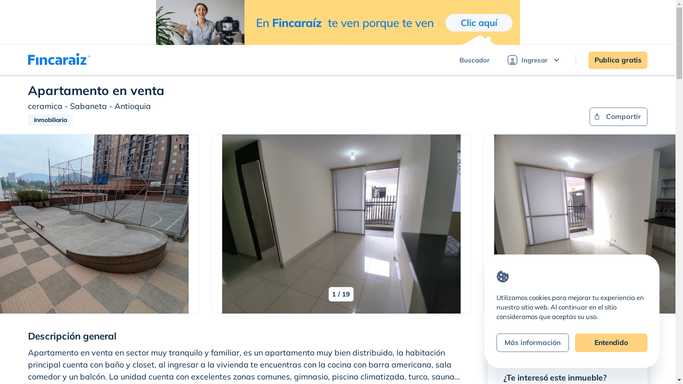 En Fincaraíz te ven porque te ven
Clic aquí
Fincaraiz
Buscador
Ingresar
Publica gratis
Apartamento en venta
ceramica - Sabaneta - Antioquia
Inmobiliaria
Compartir
1 / 19
Utilizamos cookies para mejorar tu experiencia en
nuestro sitio web. Al continuar en el sitio
consideramos que aceptas su uso.
Más información
Entendido
Descripción general
Apartamento en venta en sector muy tranquilo y familiar, es un apartamento muy bien distribuido, la habitación
principal cuenta con baño y closet, al ingresar a la vivienda te encuentras con la cocina con barra americana, sala
comedor y un balcón. La unidad cuenta con excelentes zonas comunes, gimnasio, piscina climatizada, turco, sauna...
¿Te interesó este inmueble?